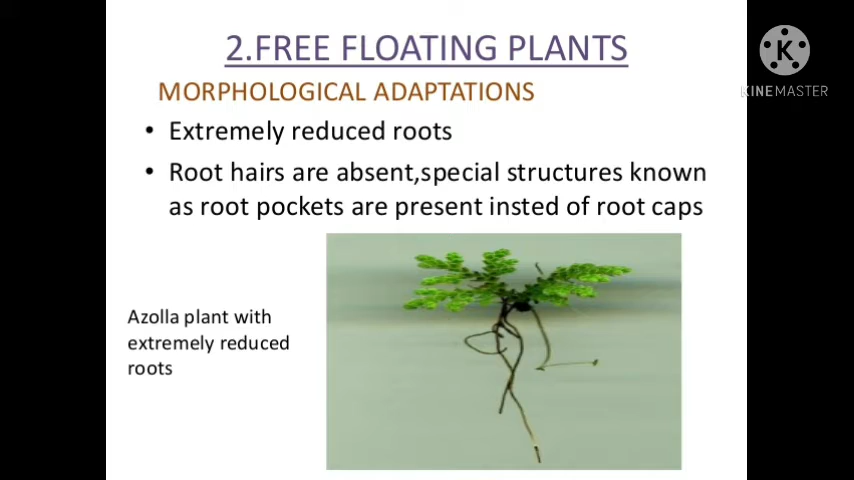 2.FREE FLOATING PLANTS
K
KINEMASTER
MORPHOLOGICAL ADAPTATIONS
• Extremely reduced roots
• Root hairs are absent,special structures known
as root pockets are present insted of root caps
Azolla plant with
extremely reduced
roots